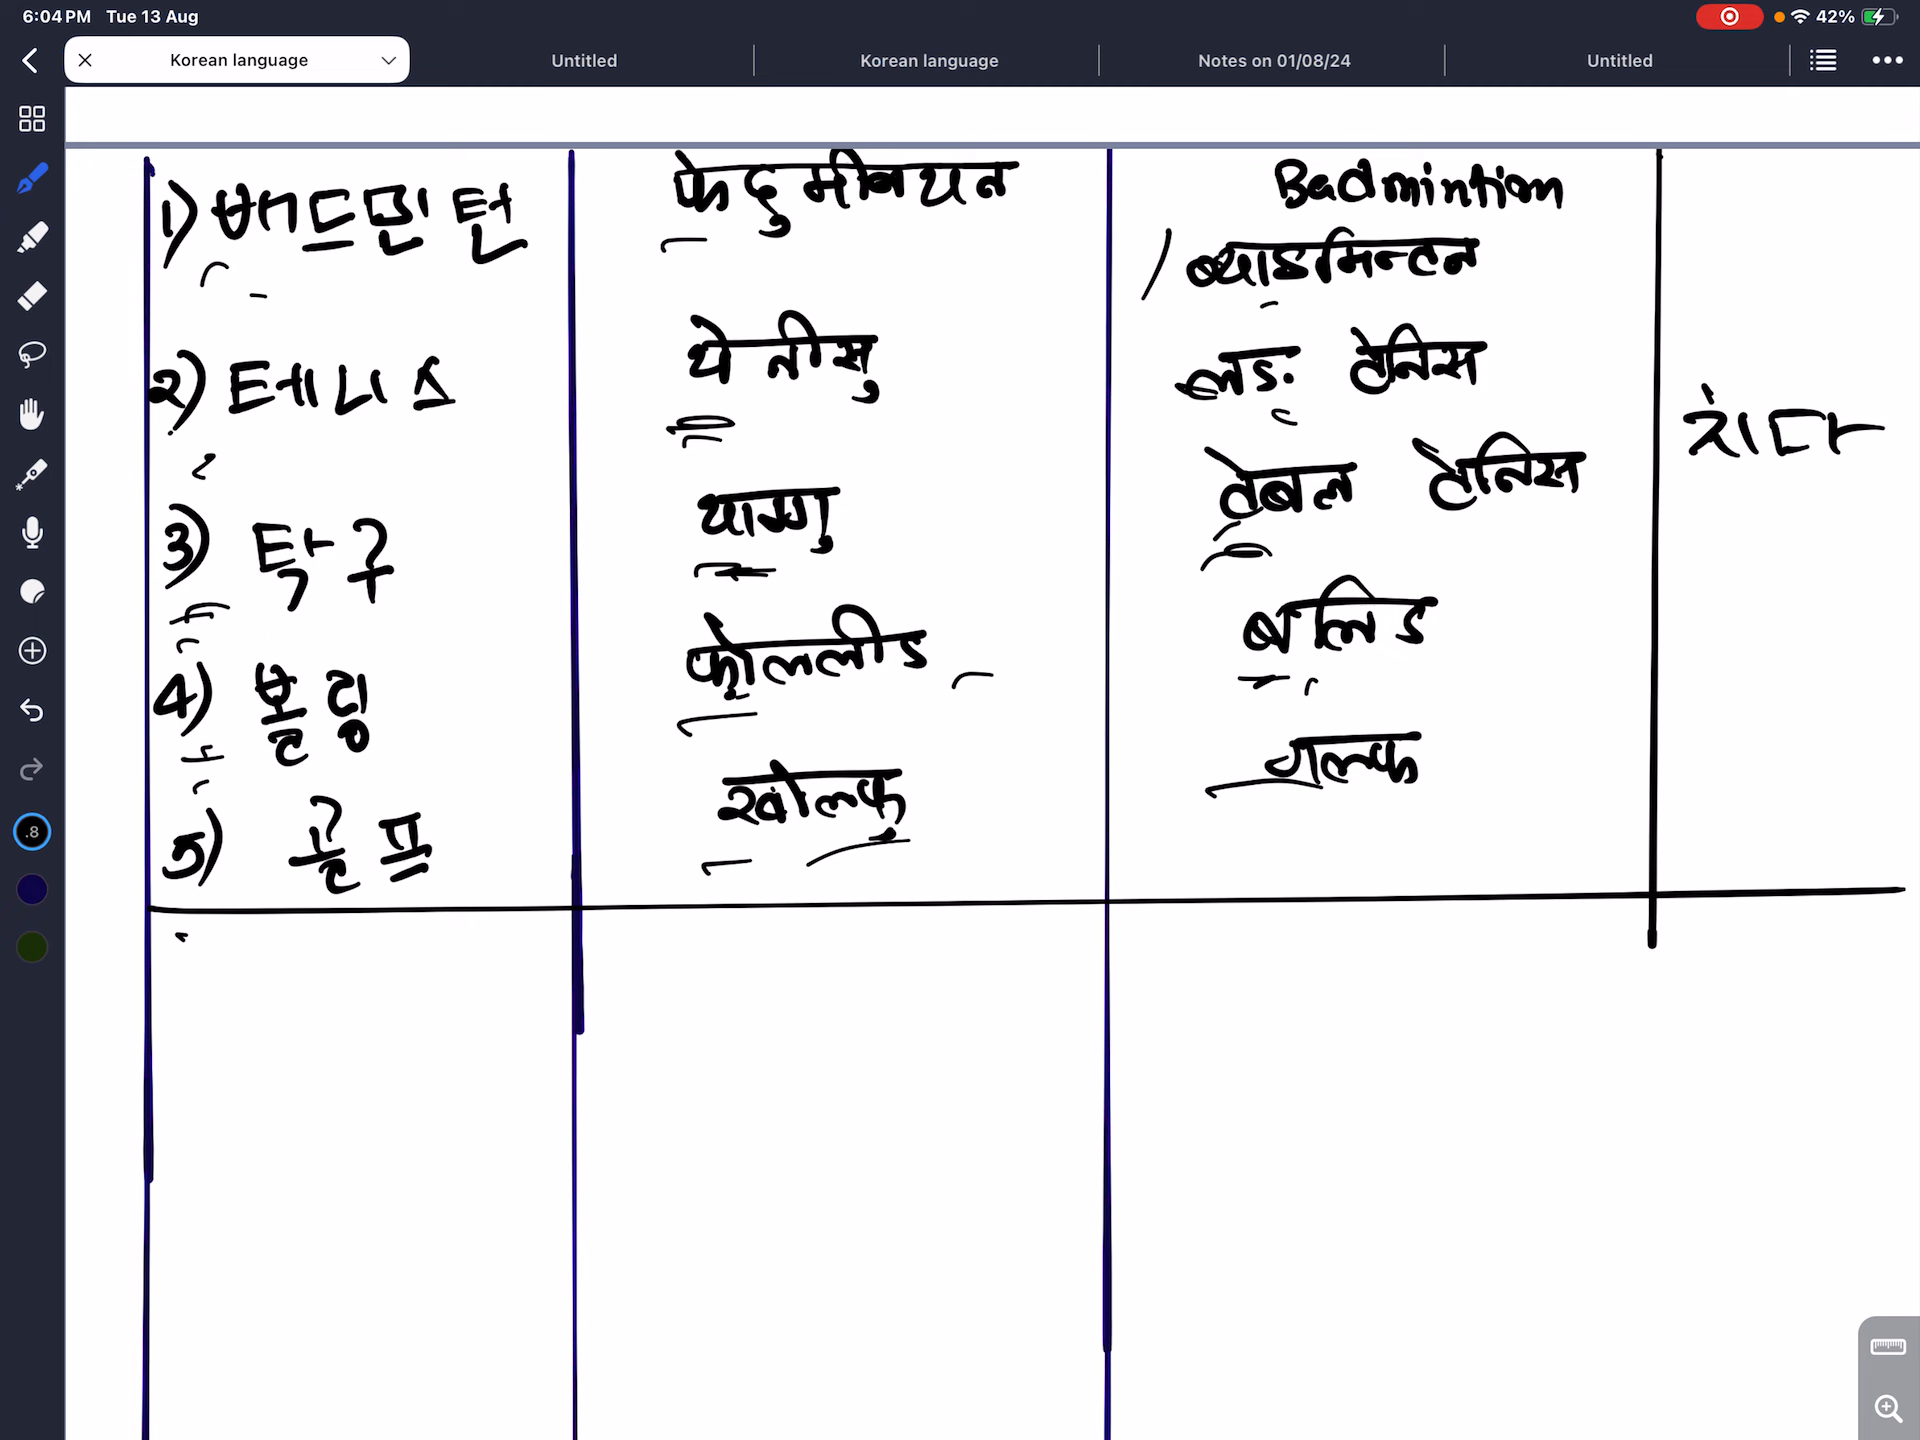 6:04 PM Tue 13 Aug
42%
Korean language
Untitled
Korean language
Notes on 01/08/24
Untitled
1) 배드민턴 फेदुमीनथन Badmintion
ब्याडमिन्टन
2) 테니스 थेनीसु लङः टेनिस
치다
3) 탁구 थाग्गु टेबल टेनिस
4) 볼링 फोललीङ बलिङ
5) 골프 खोल्फु गल्फ
.8